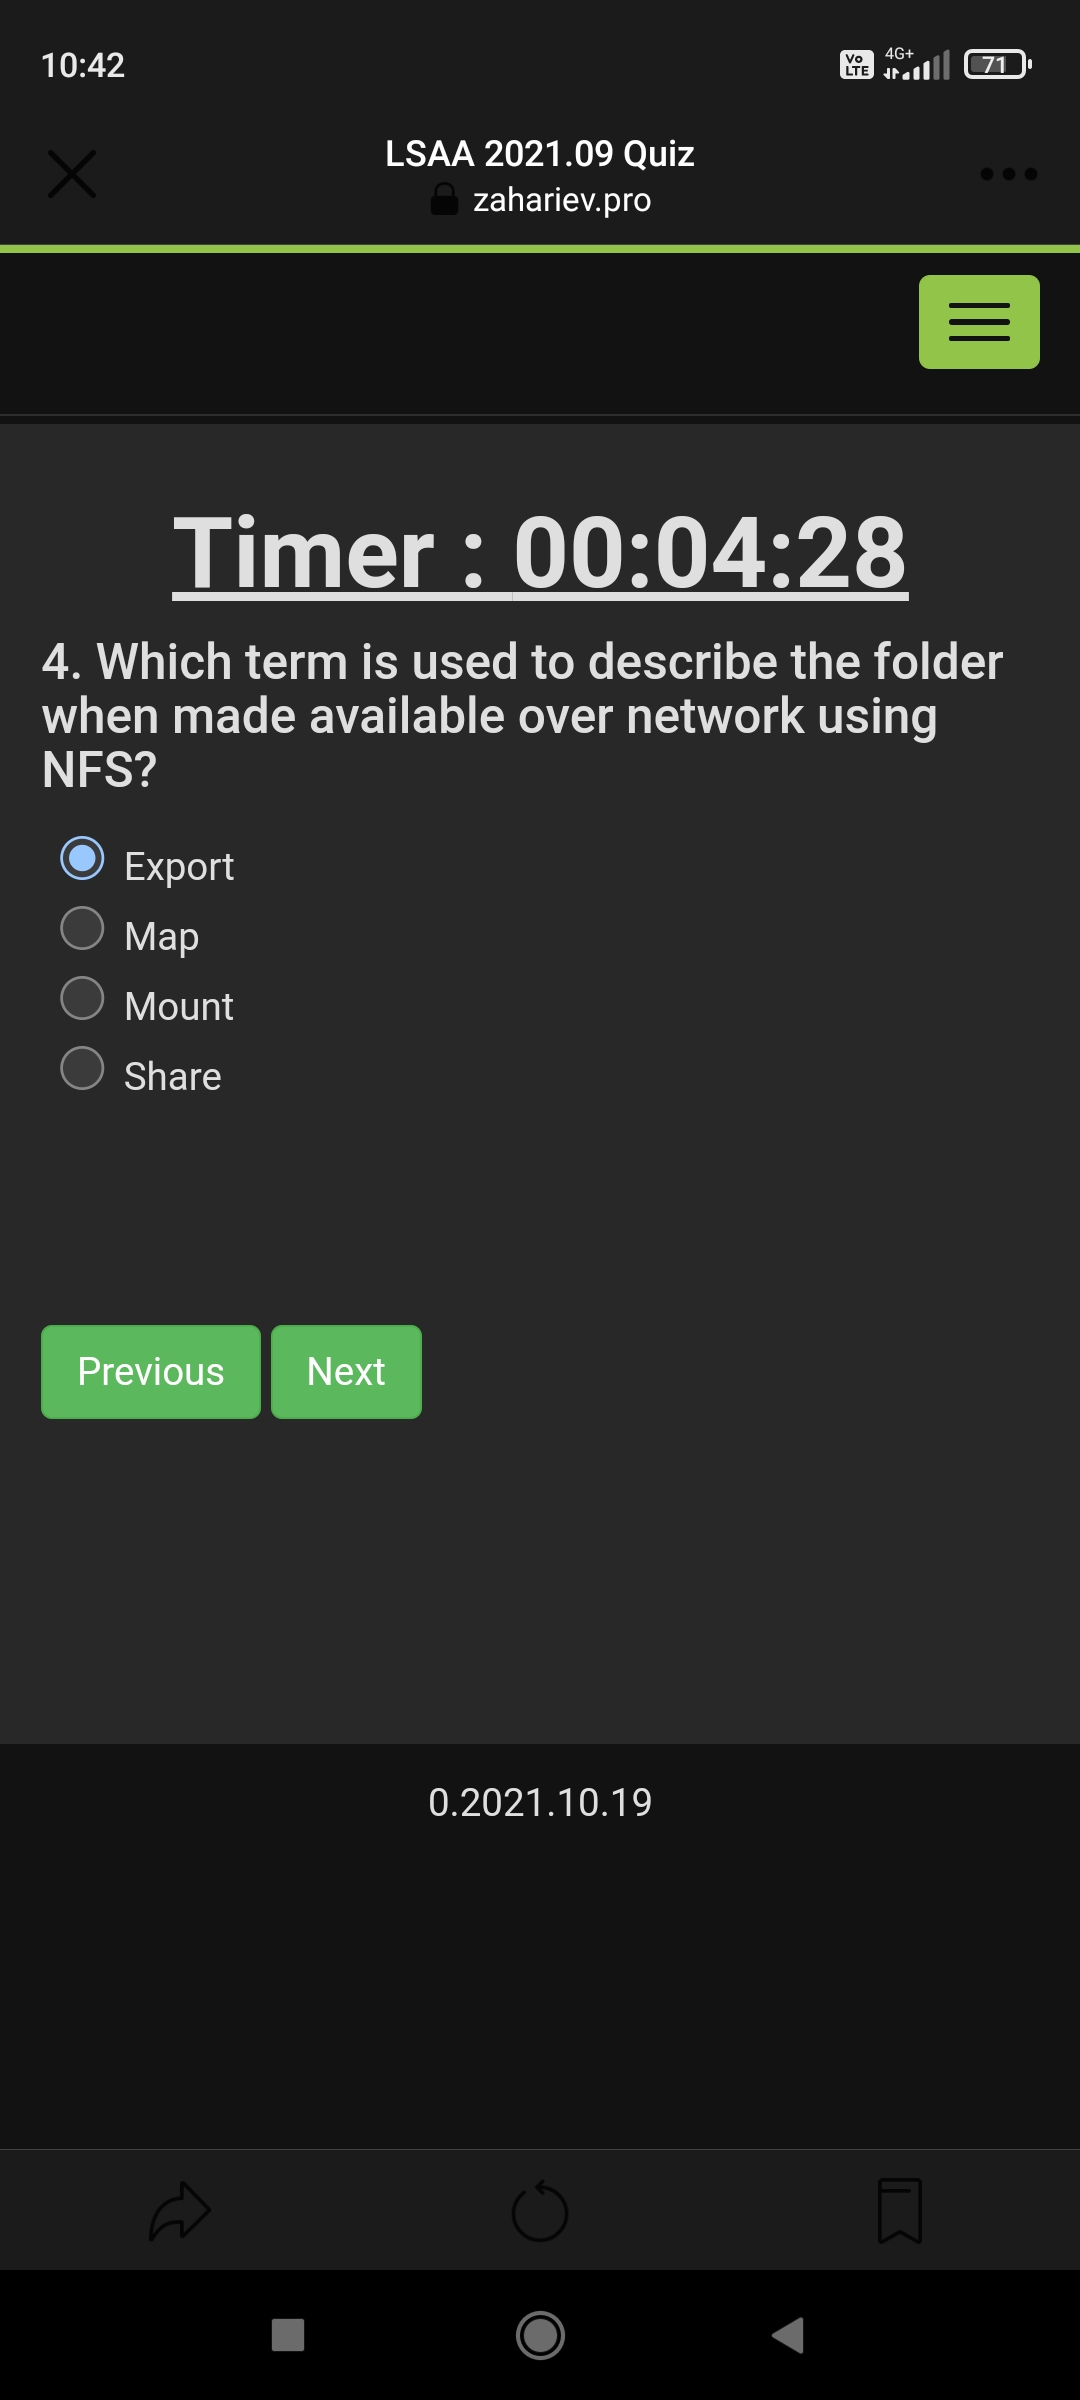 10:42
Vo LTE 4G+ 71
LSAA 2021.09 Quiz
zahariev.pro
Timer : 00:04:28
4. Which term is used to describe the folder
when made available over network using
NFS?
Export
Map
Mount
Share
Previous Next
0.2021.10.19